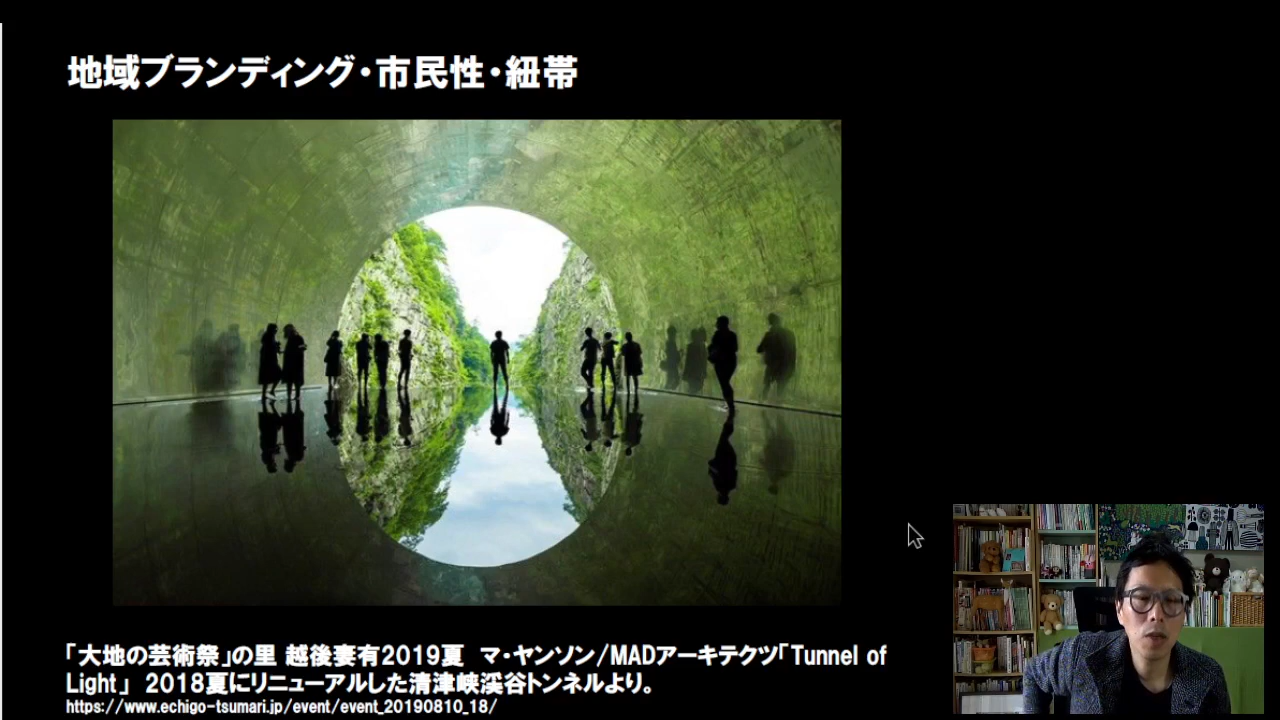 地域ブランディング・市民性・紐帯
「大地の芸術祭」の里 越後妻有2019夏 マ・ヤンソン/MADアーキテクツ「Tunnel of
Light」 2018夏にリニューアルした清津峡渓谷トンネルより。
https://www.echigo-tsumari.jp/event/event_20190810_18/